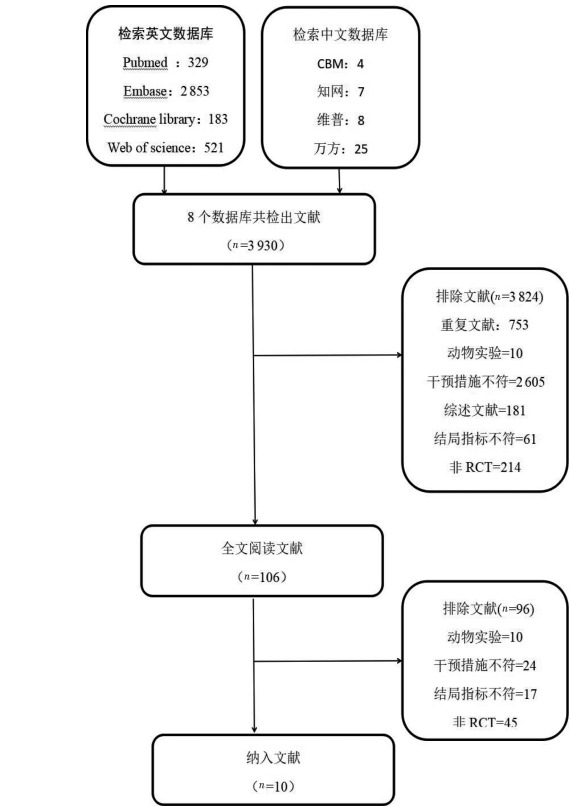 检索英文数据库
Pubmed ：329
Embase：2 853
Cochrane library：183
Web of science：521
检索中文数据库
CBM：4
知网：7
维普：8
万方：25
8 个数据库共检出文献
（n=3 930）
排除文献(n=3 824)
重复文献：753
动物实验=10
干预措施不符=2 605
综述文献=181
结局指标不符=61
非 RCT=214
全文阅读文献
（n=106）
排除文献(n=96)
动物实验=10
干预措施不符=24
结局指标不符=17
非 RCT=45
纳入文献
（n=10）